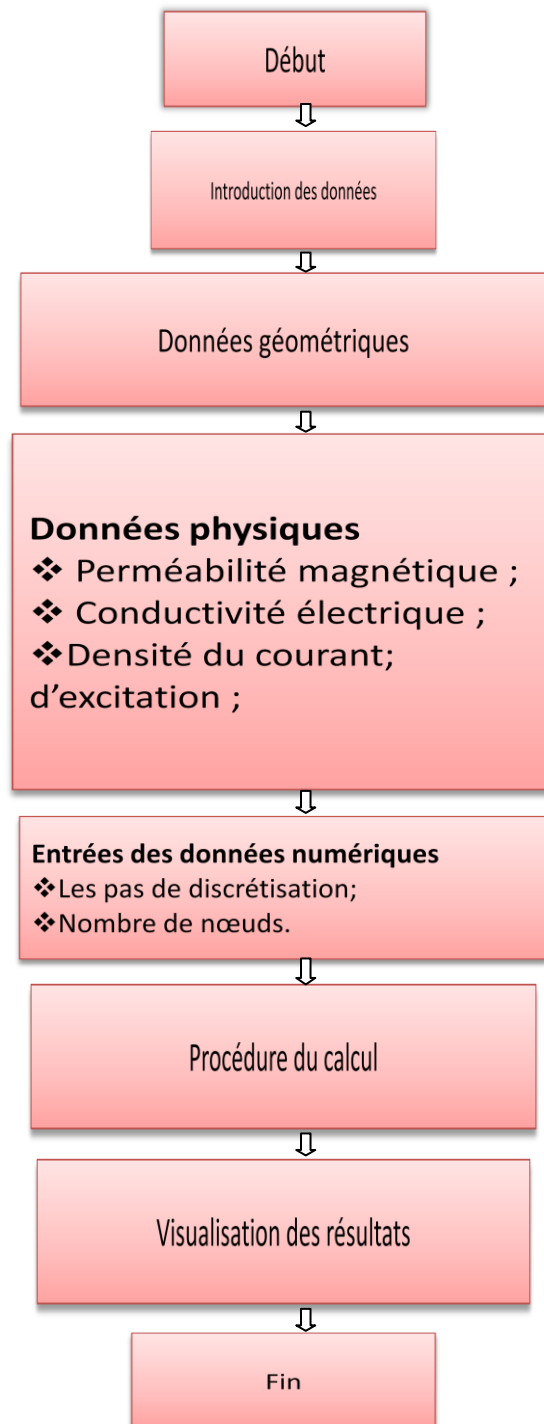 Début
Introduction des données
Données géométriques
Données physiques
❖ Perméabilité magnétique ;
❖ Conductivité électrique ;
❖Densité du courant;
d’excitation ;
Entrées des données numériques
❖Les pas de discrétisation;
❖Nombre de nœuds.
Procédure du calcul
Visualisation des résultats
Fin